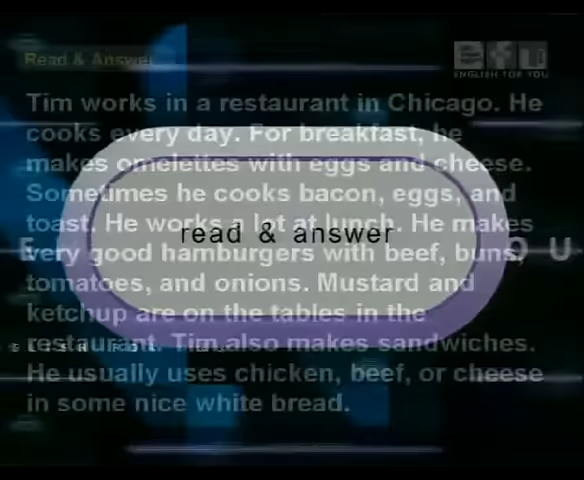 Read & Answer
ENGLISH FOR YOU
Tim works in a restaurant in Chicago. He
cooks every day. For breakfast, he
makes omelettes with eggs and cheese.
Sometimes he cooks bacon, eggs, and
toast. He works a lot at lunch. He makes
very good hamburgers with beef, buns,
tomatoes, and onions. Mustard and
ketchup are on the tables in the
restaurant. Tim also makes sandwiches.
He usually uses chicken, beef, or cheese
in some nice white bread.
read & answer